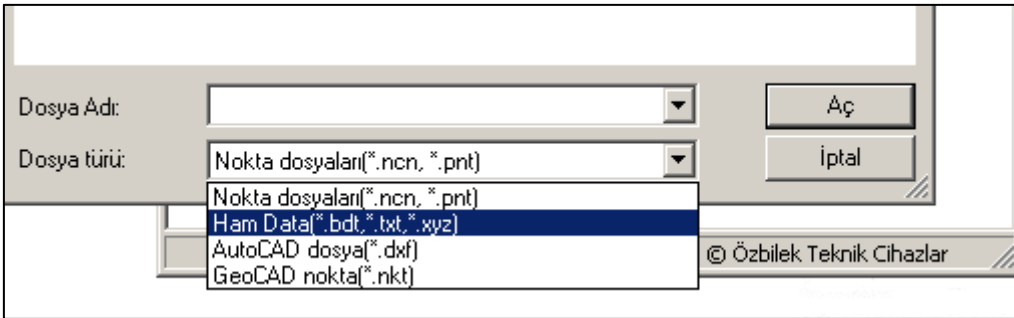 Dosya Adı:
Aç
Dosya türü:
Nokta dosyaları(*.ncn, *.pnt)
İptal
Nokta dosyaları(*.ncn, *.pnt)
Ham Data(*.bdt,*.txt,*.xyz)
AutoCAD dosya(*.dxf)
GeoCAD nokta(*.nkt)
© Özbilek Teknik Cihazlar